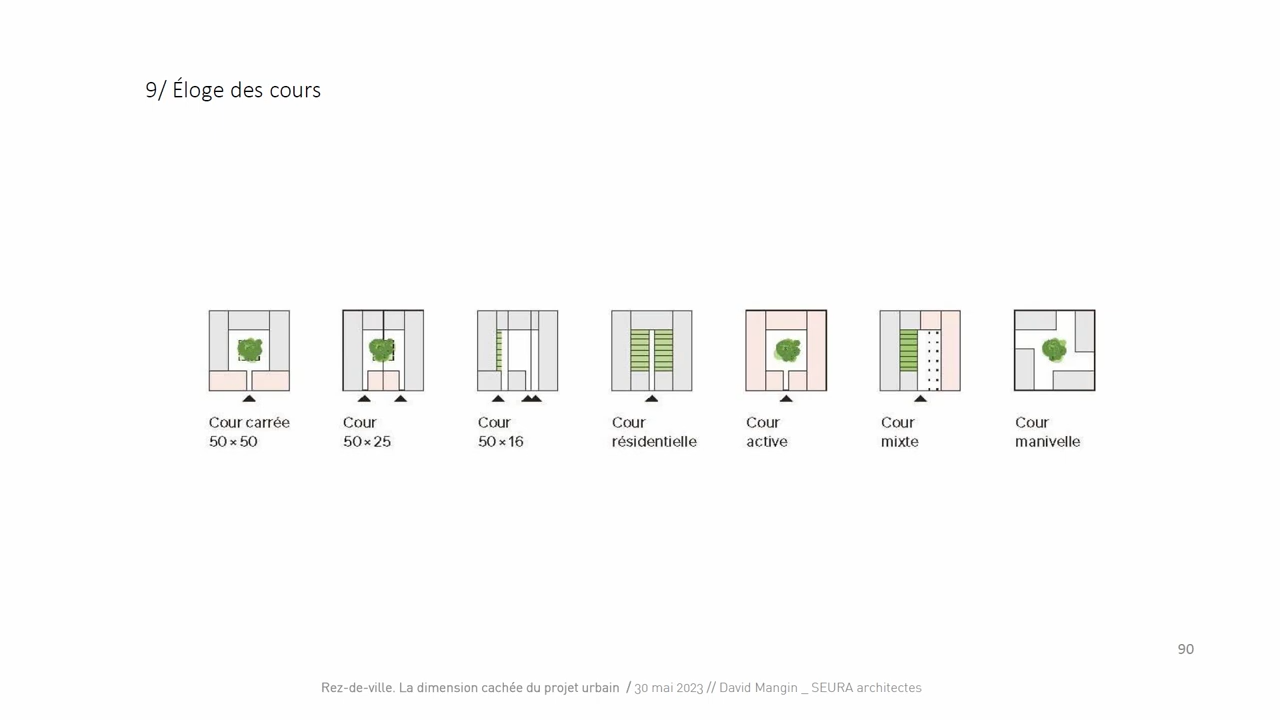 9/ Éloge des cours
Cour carrée
50 × 50
Cour
50 × 25
Cour
50 × 16
Cour
résidentielle
Cour
active
Cour
mixte
Cour
manivelle
90
Rez-de-ville. La dimension cachée du projet urbain / 30 mai 2023 // David Mangin _ SEURA architectes